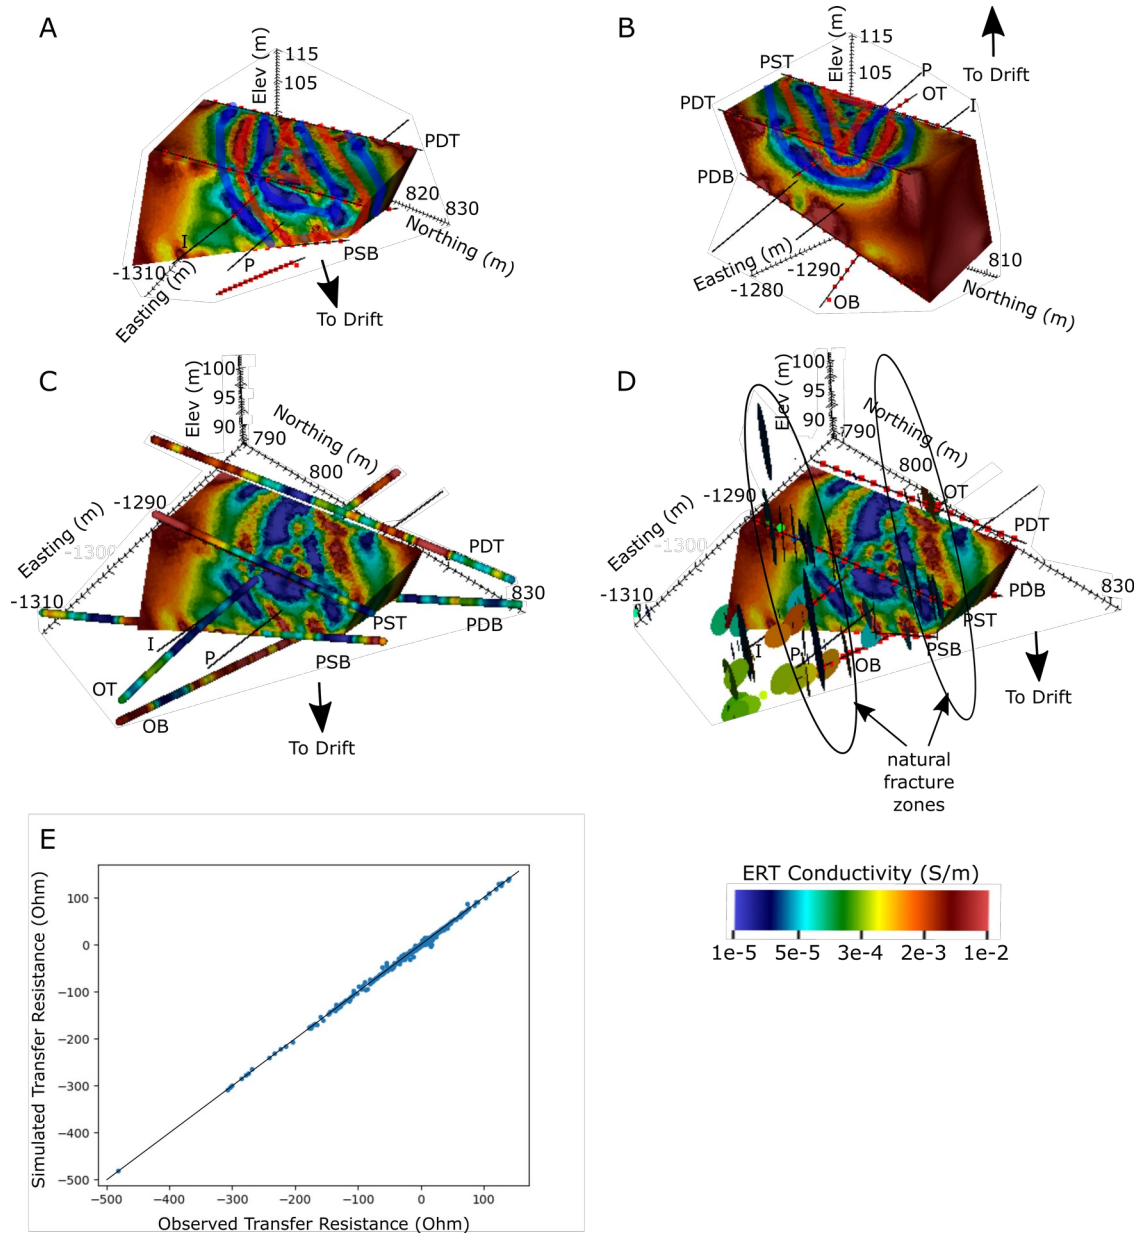 A
Elev (m)
115
105
PDT
820
830
Northing (m)
I
P
PSB
-1310
Easting (m)
To Drift
B
Elev (m)
115
105
To Drift
PST
P
OT
I
PDT
PDB
Easting (m)
-1290
-1280
OB
810
Northing (m)
C
Elev (m)
100
95
90
790
Northing (m)
800
-1290
Easting (m)
-1300
-1310
PDT
830
PDB
PST
I
P
PSB
OT
OB
To Drift
D
Elev (m)
100
95
90
790
Northing (m)
800
OT
-1290
Easting (m)
-1300
PDT
-1310
830
PDB
PST
I
P
OB
PSB
To Drift
natural
fracture
zones
E
Simulated Transfer Resistance (Ohm)
100
0
−100
−200
−300
−400
−500
−500
−400
−300
−200
−100
0
100
Observed Transfer Resistance (Ohm)
ERT Conductivity (S/m)
1e-5
5e-5
3e-4
2e-3
1e-2